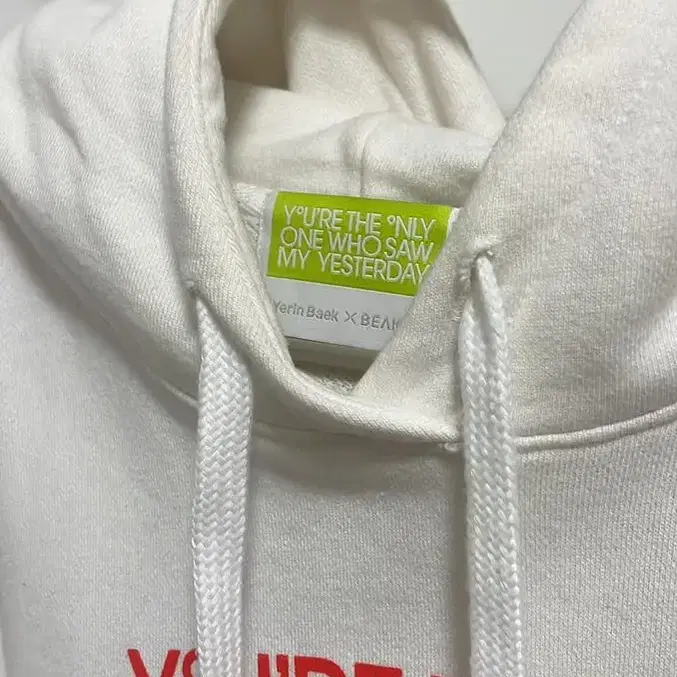 Y°U'RE THE °NLY
ONE WHO SAW
MY YESTERDAY
Yerin Baek X